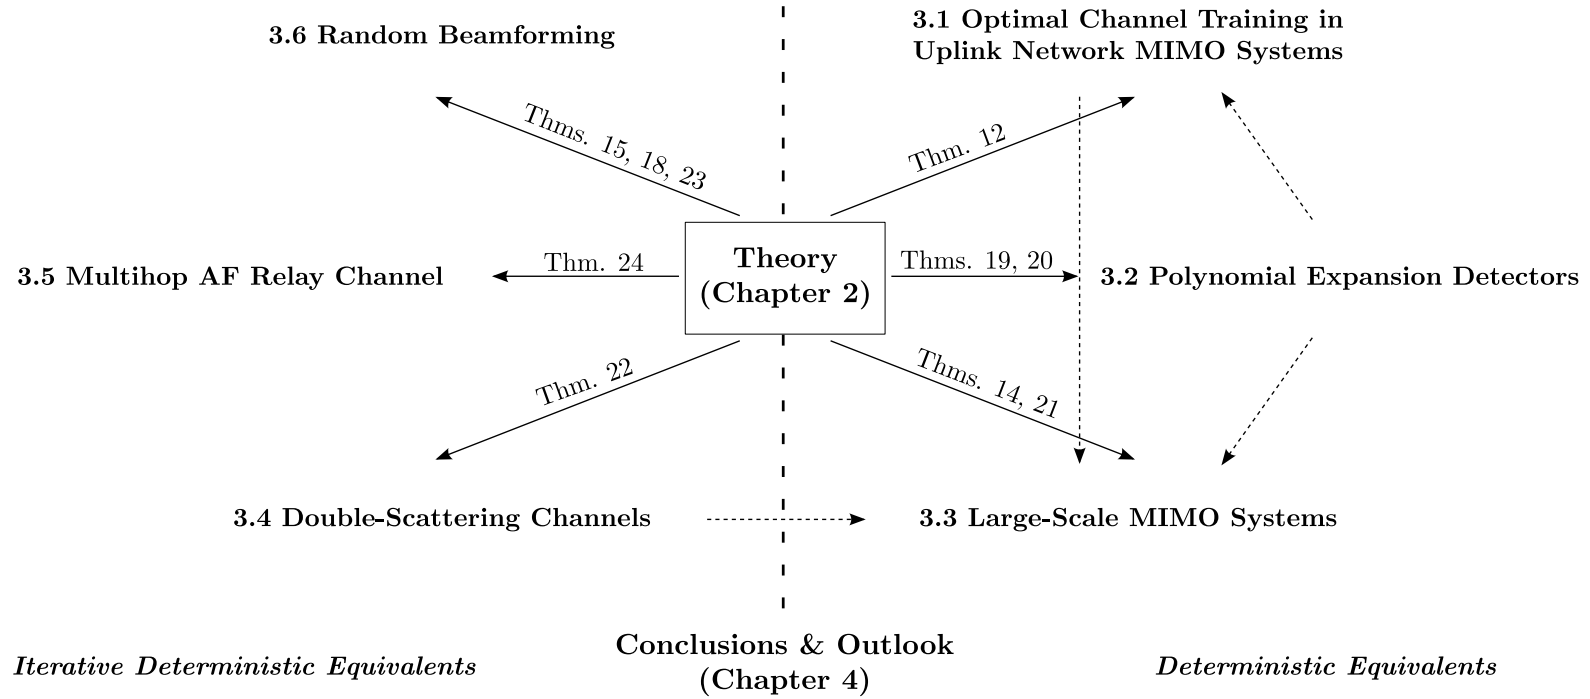 3.6 Random Beamforming
3.1 Optimal Channel Training in
Uplink Network MIMO Systems
Thms. 15, 18, 23
Thm. 12
Theory
(Chapter 2)
3.5 Multihop AF Relay Channel
Thm. 24
Thms. 19, 20
3.2 Polynomial Expansion Detectors
Thm. 22
Thms. 14, 21
3.4 Double-Scattering Channels
3.3 Large-Scale MIMO Systems
Conclusions & Outlook
(Chapter 4)
Iterative Deterministic Equivalents
Deterministic Equivalents